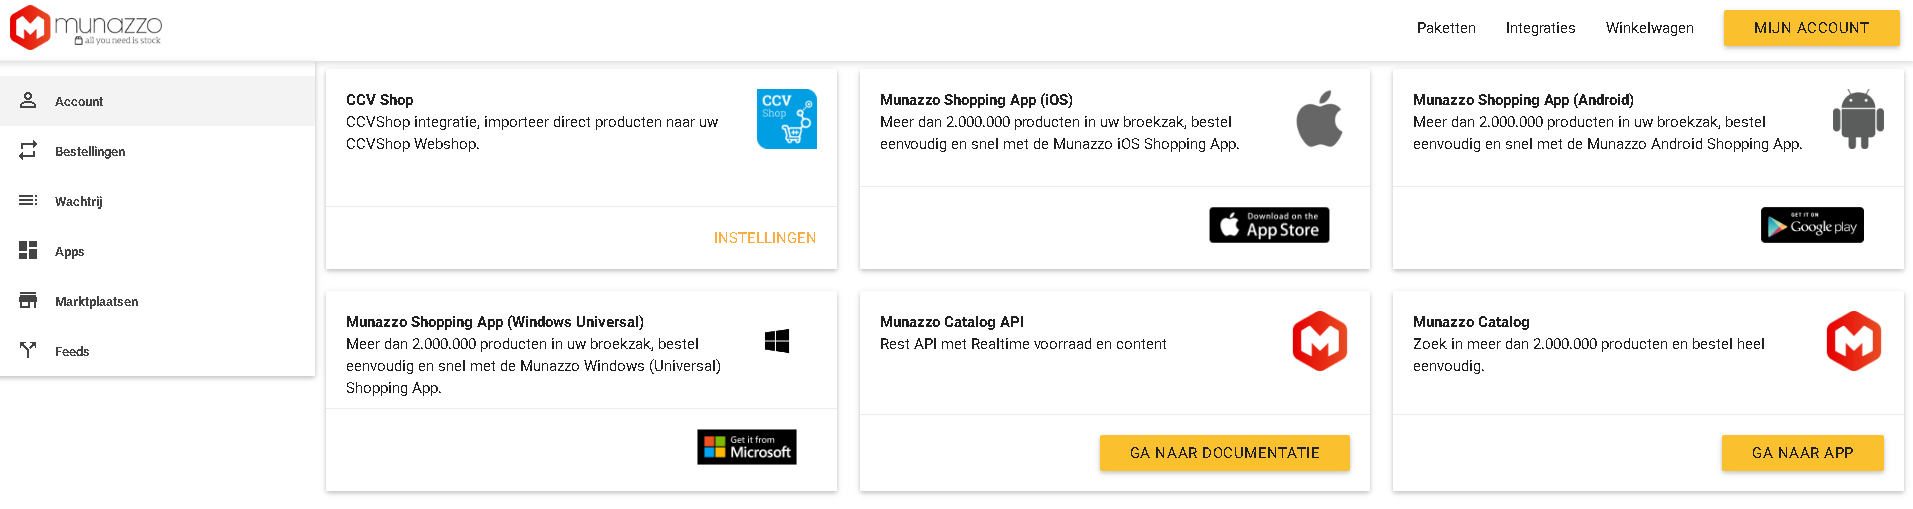 munazzo
all you need is stock
Paketten
Integraties
Winkelwagen
MIJN ACCOUNT
Account
Bestellingen
Wachtrij
Apps
Marktplaatsen
Feeds
CCV Shop
CCVShop integratie, importeer direct producten naar uw
CCVShop Webshop.
CCV
Shop
INSTELLINGEN
Munazzo Shopping App (iOS)
Meer dan 2.000.000 producten in uw broekzak, bestel
eenvoudig en snel met de Munazzo iOS Shopping App.
Download on the
App Store
Munazzo Shopping App (Android)
Meer dan 2.000.000 producten in uw broekzak, bestel
eenvoudig en snel met de Munazzo Android Shopping App.
GET IT ON
Google play
Munazzo Shopping App (Windows Universal)
Meer dan 2.000.000 producten in uw broekzak, bestel
eenvoudig en snel met de Munazzo Windows (Universal)
Shopping App.
Get it from
Microsoft
Munazzo Catalog API
Rest API met Realtime voorraad en content
GA NAAR DOCUMENTATIE
Munazzo Catalog
Zoek in meer dan 2.000.000 producten en bestel heel
eenvoudig.
GA NAAR APP